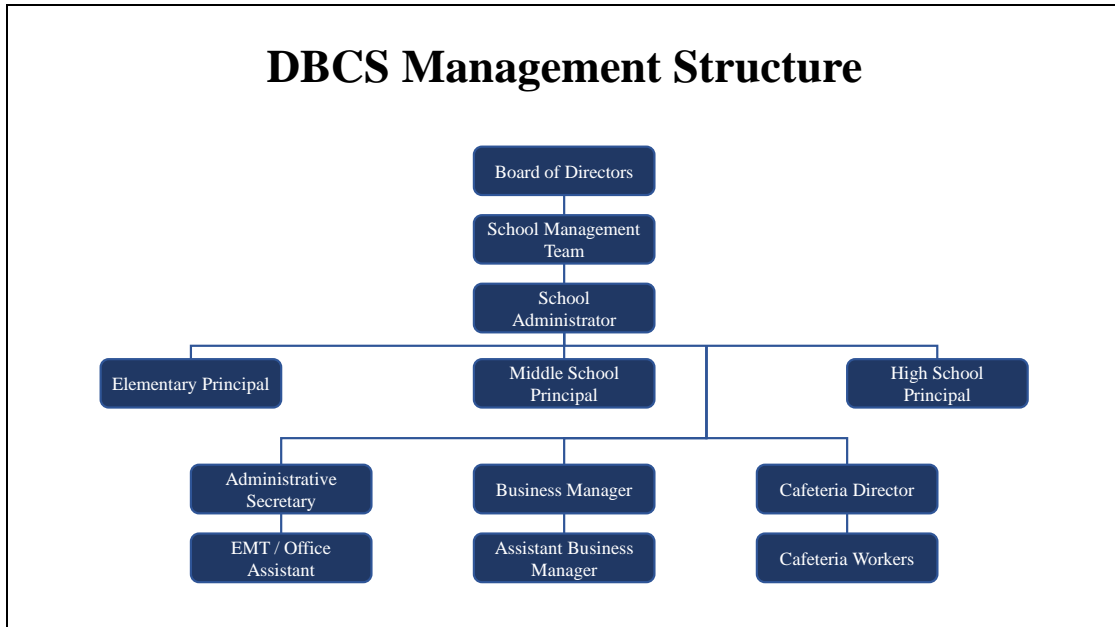 DBCS Management Structure
Board of Directors
School Management
Team
School
Administrator
Elementary Principal
Middle School
Principal
High School
Principal
Administrative
Secretary
Business Manager
Cafeteria Director
EMT / Office
Assistant
Assistant Business
Manager
Cafeteria Workers